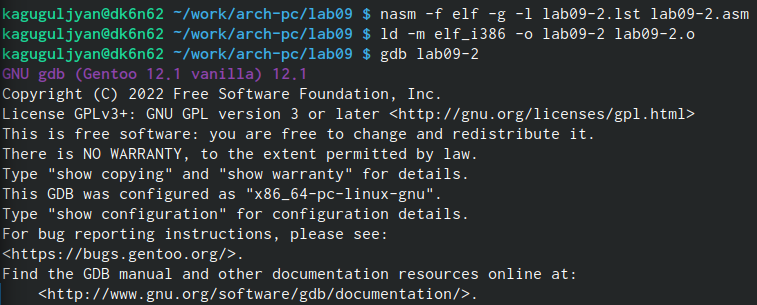 kaguguljyan@dk6n62 ~/work/arch-pc/lab09 $ nasm -f elf -g -l lab09-2.lst lab09-2.asm
kaguguljyan@dk6n62 ~/work/arch-pc/lab09 $ ld -m elf_i386 -o lab09-2 lab09-2.o
kaguguljyan@dk6n62 ~/work/arch-pc/lab09 $ gdb lab09-2
GNU gdb (Gentoo 12.1 vanilla) 12.1
Copyright (C) 2022 Free Software Foundation, Inc.
License GPLv3+: GNU GPL version 3 or later <http://gnu.org/licenses/gpl.html>
This is free software: you are free to change and redistribute it.
There is NO WARRANTY, to the extent permitted by law.
Type "show copying" and "show warranty" for details.
This GDB was configured as "x86_64-pc-linux-gnu".
Type "show configuration" for configuration details.
For bug reporting instructions, please see:
<https://bugs.gentoo.org/>.
Find the GDB manual and other documentation resources online at:
    <http://www.gnu.org/software/gdb/documentation/>.